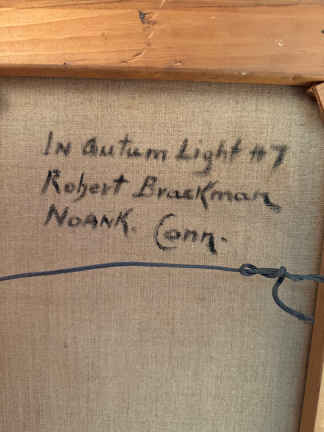 In Autum Light #7
Robert Brackman
Noank. Conn.